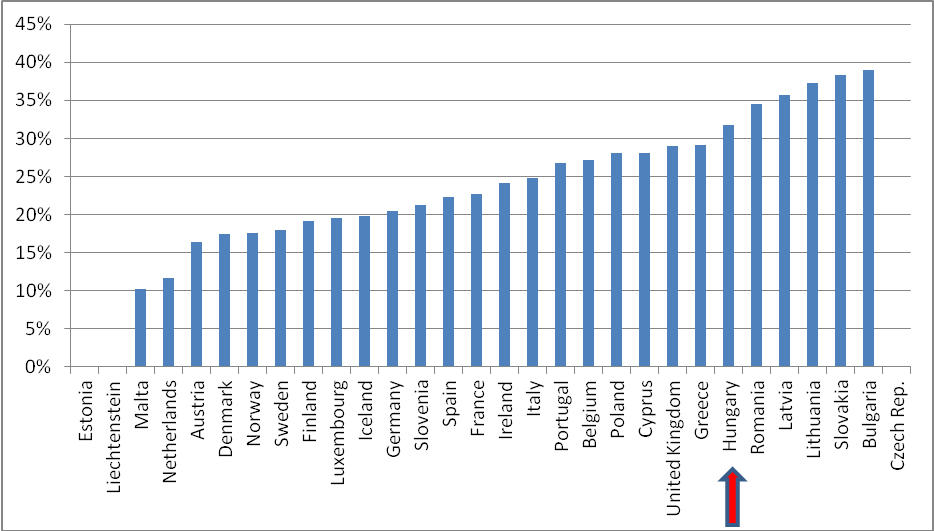 45%
40%
35%
30%
25%
20%
15%
10%
5%
0%
Estonia
Liechtenstein
Malta
Netherlands
Austria
Denmark
Norway
Sweden
Finland
Luxembourg
Iceland
Germany
Slovenia
Spain
France
Ireland
Italy
Portugal
Belgium
Poland
Cyprus
United Kingdom
Greece
Hungary
Romania
Latvia
Lithuania
Slovakia
Bulgaria
Czech Rep.